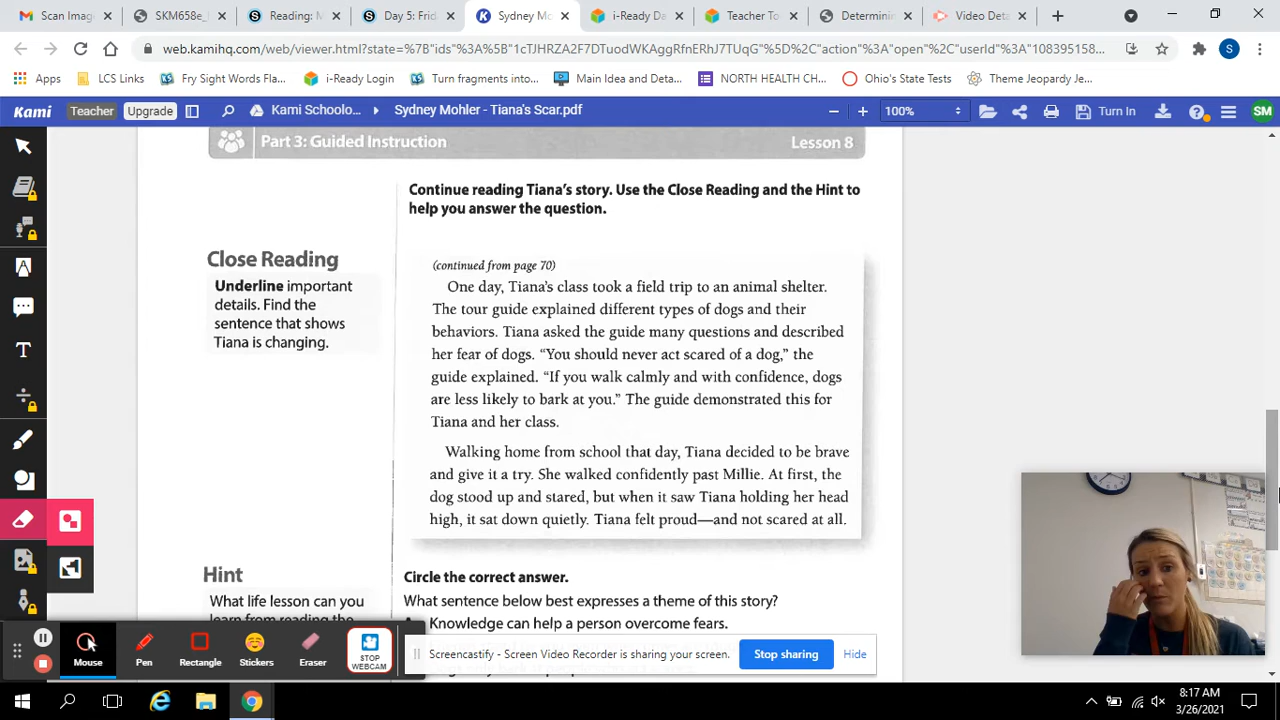 Scan Imag
SKM658e_
Reading: M
Day 5: Frid
Sydney Mo
i-Ready De
Teacher To
Determinin
Video Deta
web.kamihq.com/web/viewer.html?state=%7B"ids"%3A%5B"1cTJHRZA2F7DTuodWKAggRfnERhJ7TUqG"%5D%2C"action"%3A"open"%2C"userId"%3A"108395158...
S
Apps
LCS Links
Fry Sight Words Fla...
i-Ready Login
Turn fragments into...
Main Idea and Deta...
NORTH HEALTH CH...
Ohio's State Tests
Theme Jeopardy Je...
Kami
Teacher
Upgrade
Kami Schoolo...
Sydney Mohler - Tiana's Scar.pdf
100%
Turn In
SM
Part 3: Guided Instruction
Lesson 8
Continue reading Tiana's story. Use the Close Reading and the Hint to
help you answer the question.
Close Reading
Underline important
details. Find the
sentence that shows
Tiana is changing.
(continued from page 70)
One day, Tiana's class took a field trip to an animal shelter.
The tour guide explained different types of dogs and their
behaviors. Tiana asked the guide many questions and described
her fear of dogs. "You should never act scared of a dog," the
guide explained. "If you walk calmly and with confidence, dogs
are less likely to bark at you." The guide demonstrated this for
Tiana and her class.
Walking home from school that day, Tiana decided to be brave
and give it a try. She walked confidently past Millie. At first, the
dog stood up and stared, but when it saw Tiana holding her head
high, it sat down quietly. Tiana felt proud—and not scared at all.
Hint
What life lesson can you
learn from reading the
Circle the correct answer.
What sentence below best expresses a theme of this story?
A Knowledge can help a person overcome fears.
Mouse
Pen
Rectangle
Stickers
Eraser
STOP
WEBCAM
Screencastify - Screen Video Recorder is sharing your screen.
Stop sharing
Hide
8:17 AM
3/26/2021